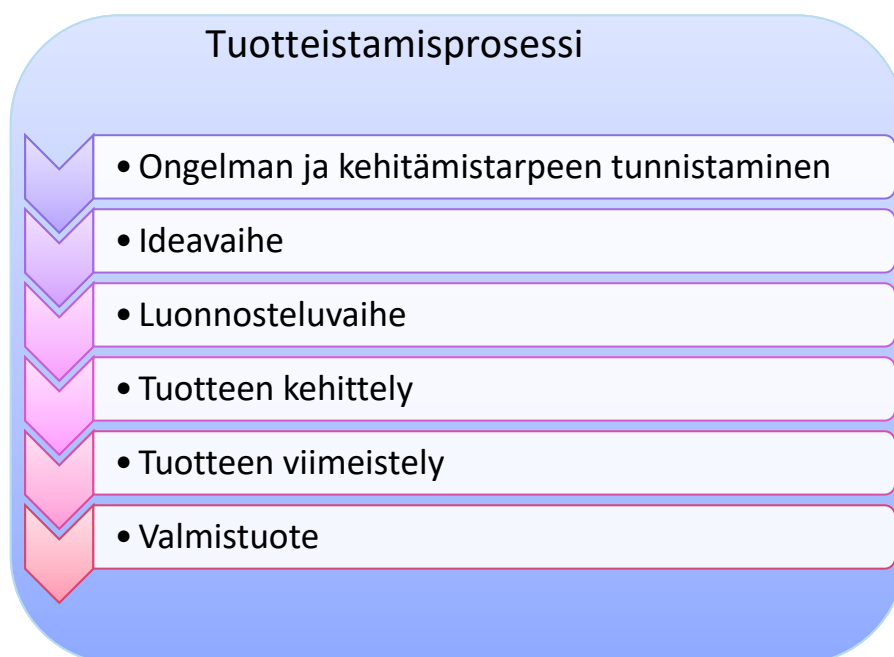 Tuotteistamisprosessi
• Ongelman ja kehitämistarpeen tunnistaminen
• Ideavaihe
• Luonnosteluvaihe
• Tuotteen kehittely
• Tuotteen viimeistely
• Valmistuote